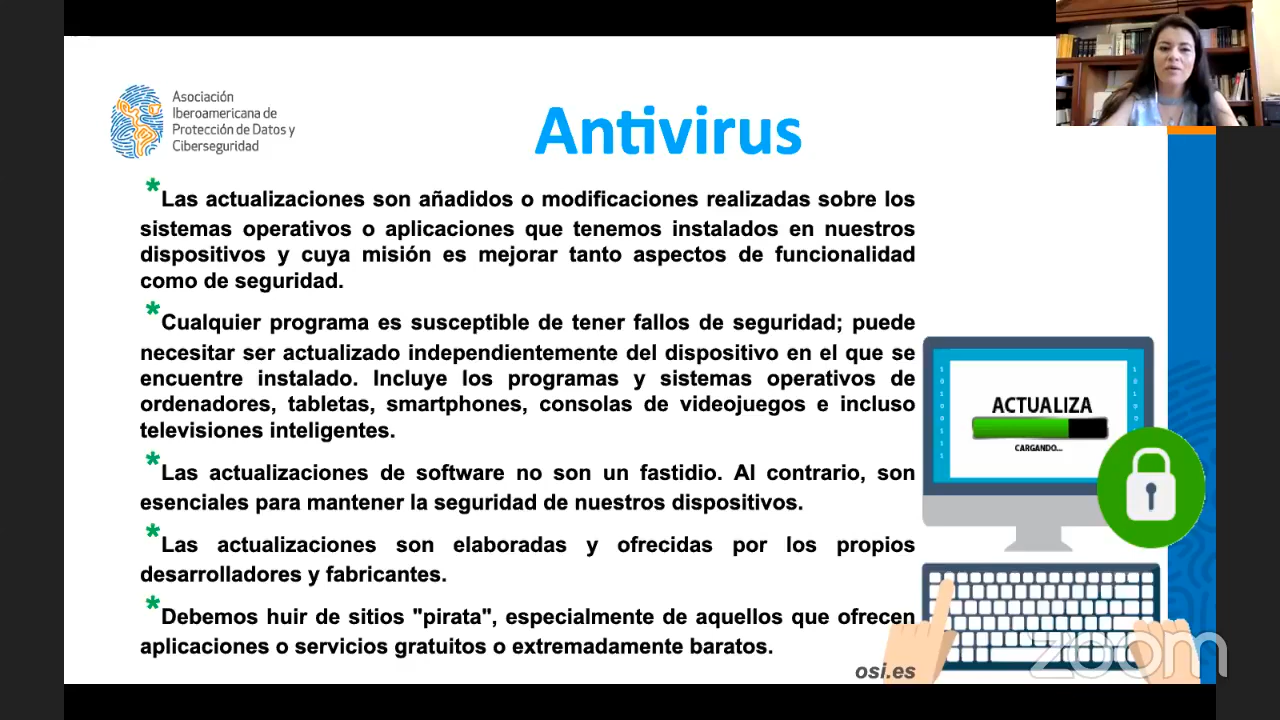 Asociación
Iberoamericana de
Protección de Datos y
Ciberseguridad
Antivirus
*Las actualizaciones son añadidos o modificaciones realizadas sobre los
sistemas operativos o aplicaciones que tenemos instalados en nuestros
dispositivos y cuya misión es mejorar tanto aspectos de funcionalidad
como de seguridad.
*Cualquier programa es susceptible de tener fallos de seguridad; puede
necesitar ser actualizado independientemente del dispositivo en el que se
encuentre instalado. Incluye los programas y sistemas operativos de
ordenadores, tabletas, smartphones, consolas de videojuegos e incluso
televisiones inteligentes.
*Las actualizaciones de software no son un fastidio. Al contrario, son
esenciales para mantener la seguridad de nuestros dispositivos.
*Las actualizaciones son elaboradas y ofrecidas por los propios
desarrolladores y fabricantes.
*Debemos huir de sitios "pirata", especialmente de aquellos que ofrecen
aplicaciones o servicios gratuitos o extremadamente baratos.
osi.es
ACTUALIZA
CARGANDO...
zoom